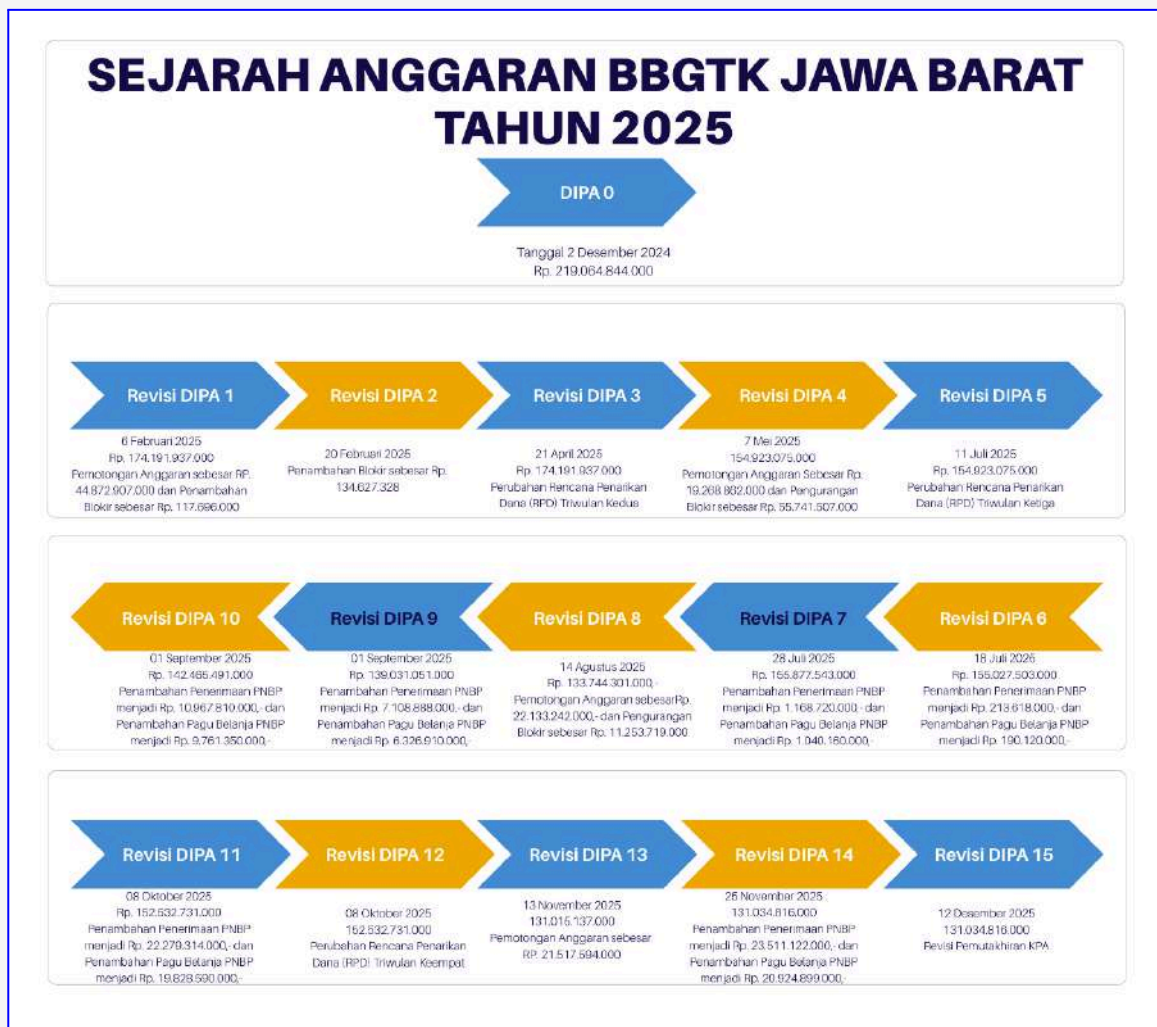 SEJARAH ANGGARAN BBGTK JAWA BARAT
TAHUN 2025
DIPA 0
Tanggal 2 Desember 2024
Rp. 219.064.844.000
Revisi DIPA 1
6 Februari 2025
Rp. 174.191.937.000
Pemotongan Anggaran sebesar RP.
44.872.907.000 dan Penambahan
Blokir sebesar Rp. 117.696.000
Revisi DIPA 2
20 Februari 2025
Penambahan Blokir sebesar Rp.
134.627.328
Revisi DIPA 3
21 April 2025
Rp. 174.191.937.000
Perubahan Rencana Penarikan
Dana (RPD) Triwulan Kedua
Revisi DIPA 4
7 Mei 2025
154.923.075.000
Pemotongan Anggaran Sebesar Rp.
19.268.862.000 dan Pengurangan
Blokir sebesar Rp. 55.741.507.000
Revisi DIPA 5
11 Juli 2025
Rp. 154.923.075.000
Perubahan Rencana Penarikan
Dana (RPD) Triwulan Ketiga
Revisi DIPA 10
01 September 2025
Rp. 142.465.491.000
Penambahan Penerimaan PNBP
menjadi Rp. 10.967.810.000,- dan
Penambahan Pagu Belanja PNBP
menjadi Rp. 9.761.350.000,-
Revisi DIPA 9
01 September 2025
Rp. 139.031.051.000
Penambahan Penerimaan PNBP
menjadi Rp. 7.108.888.000,- dan
Penambahan Pagu Belanja PNBP
menjadi Rp. 6.326.910.000,-
Revisi DIPA 8
14 Agustus 2025
Rp. 133.744.301.000,-
Pemotongan Anggaran sebesarRp.
22.133.242.000,- dan Pengurangan
Blokir sebesar Rp. 11.253.719.000
Revisi DIPA 7
28 Juli 2025
Rp. 155.877.543.000
Penambahan Penerimaan PNBP
menjadi Rp. 1.168.720.000,- dan
Penambahan Pagu Belanja PNBP
menjadi Rp. 1.040.160.000,-
Revisi DIPA 6
18 Juli 2025
Rp. 155.027.503.000
Penambahan Penerimaan PNBP
menjadi Rp. 213.618.000,- dan
Penambahan Pagu Belanja PNBP
menjadi Rp. 190.120.000,-
Revisi DIPA 11
08 Oktober 2025
Rp. 152.532.731.000
Penambahan Penerimaan PNBP
menjadi Rp. 22.279.314.000,- dan
Penambahan Pagu Belanja PNBP
menjadi Rp. 19.828.590.000,-
Revisi DIPA 12
08 Oktober 2025
152.532.731.000
Perubahan Rencana Penarikan
Dana (RPD) Triwulan Keempat
Revisi DIPA 13
13 November 2025
131.015.137.000
Pemotongan Anggaran sebesar
RP. 21.517.594.000
Revisi DIPA 14
25 November 2025
131.034.816.000
Penambahan Penerimaan PNBP
menjadi Rp. 23.511.122.000,- dan
Penambahan Pagu Belanja PNBP
menjadi Rp. 20.924.899.000,-
Revisi DIPA 15
12 Desember 2025
131.034.816.000
Revisi Pemutakhiran KPA